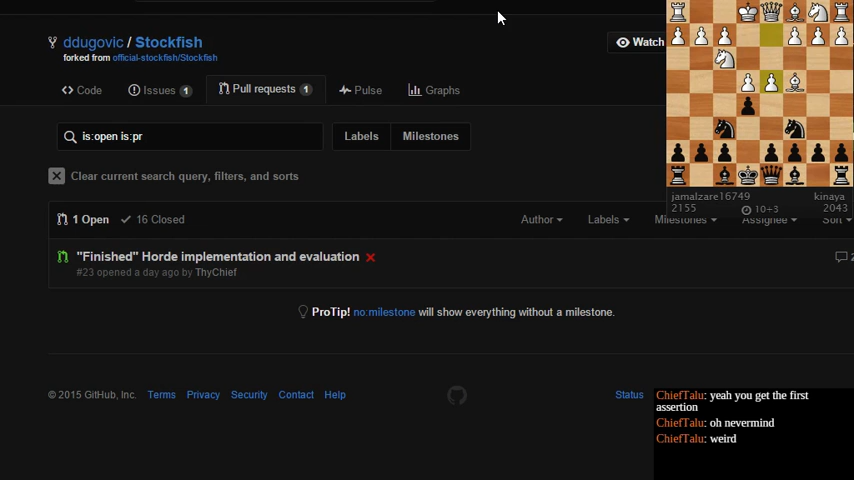 ddugovic / Stockfish
forked from official-stockfish/Stockfish
Watch
Code
Issues 1
Pull requests 1
Pulse
Graphs
is:open is:pr
Labels
Milestones
Clear current search query, filters, and sorts
jamalzare16749 kinaya
2155 10+3 2043
1 Open 16 Closed
Author Labels Milestones Assignee Sort
"Finished" Horde implementation and evaluation
#23 opened a day ago by ThyChief
2
ProTip! no:milestone will show everything without a milestone.
© 2015 GitHub, Inc. Terms Privacy Security Contact Help
Status
ChiefTalu: yeah you get the first
assertion
ChiefTalu: oh nevermind
ChiefTalu: weird